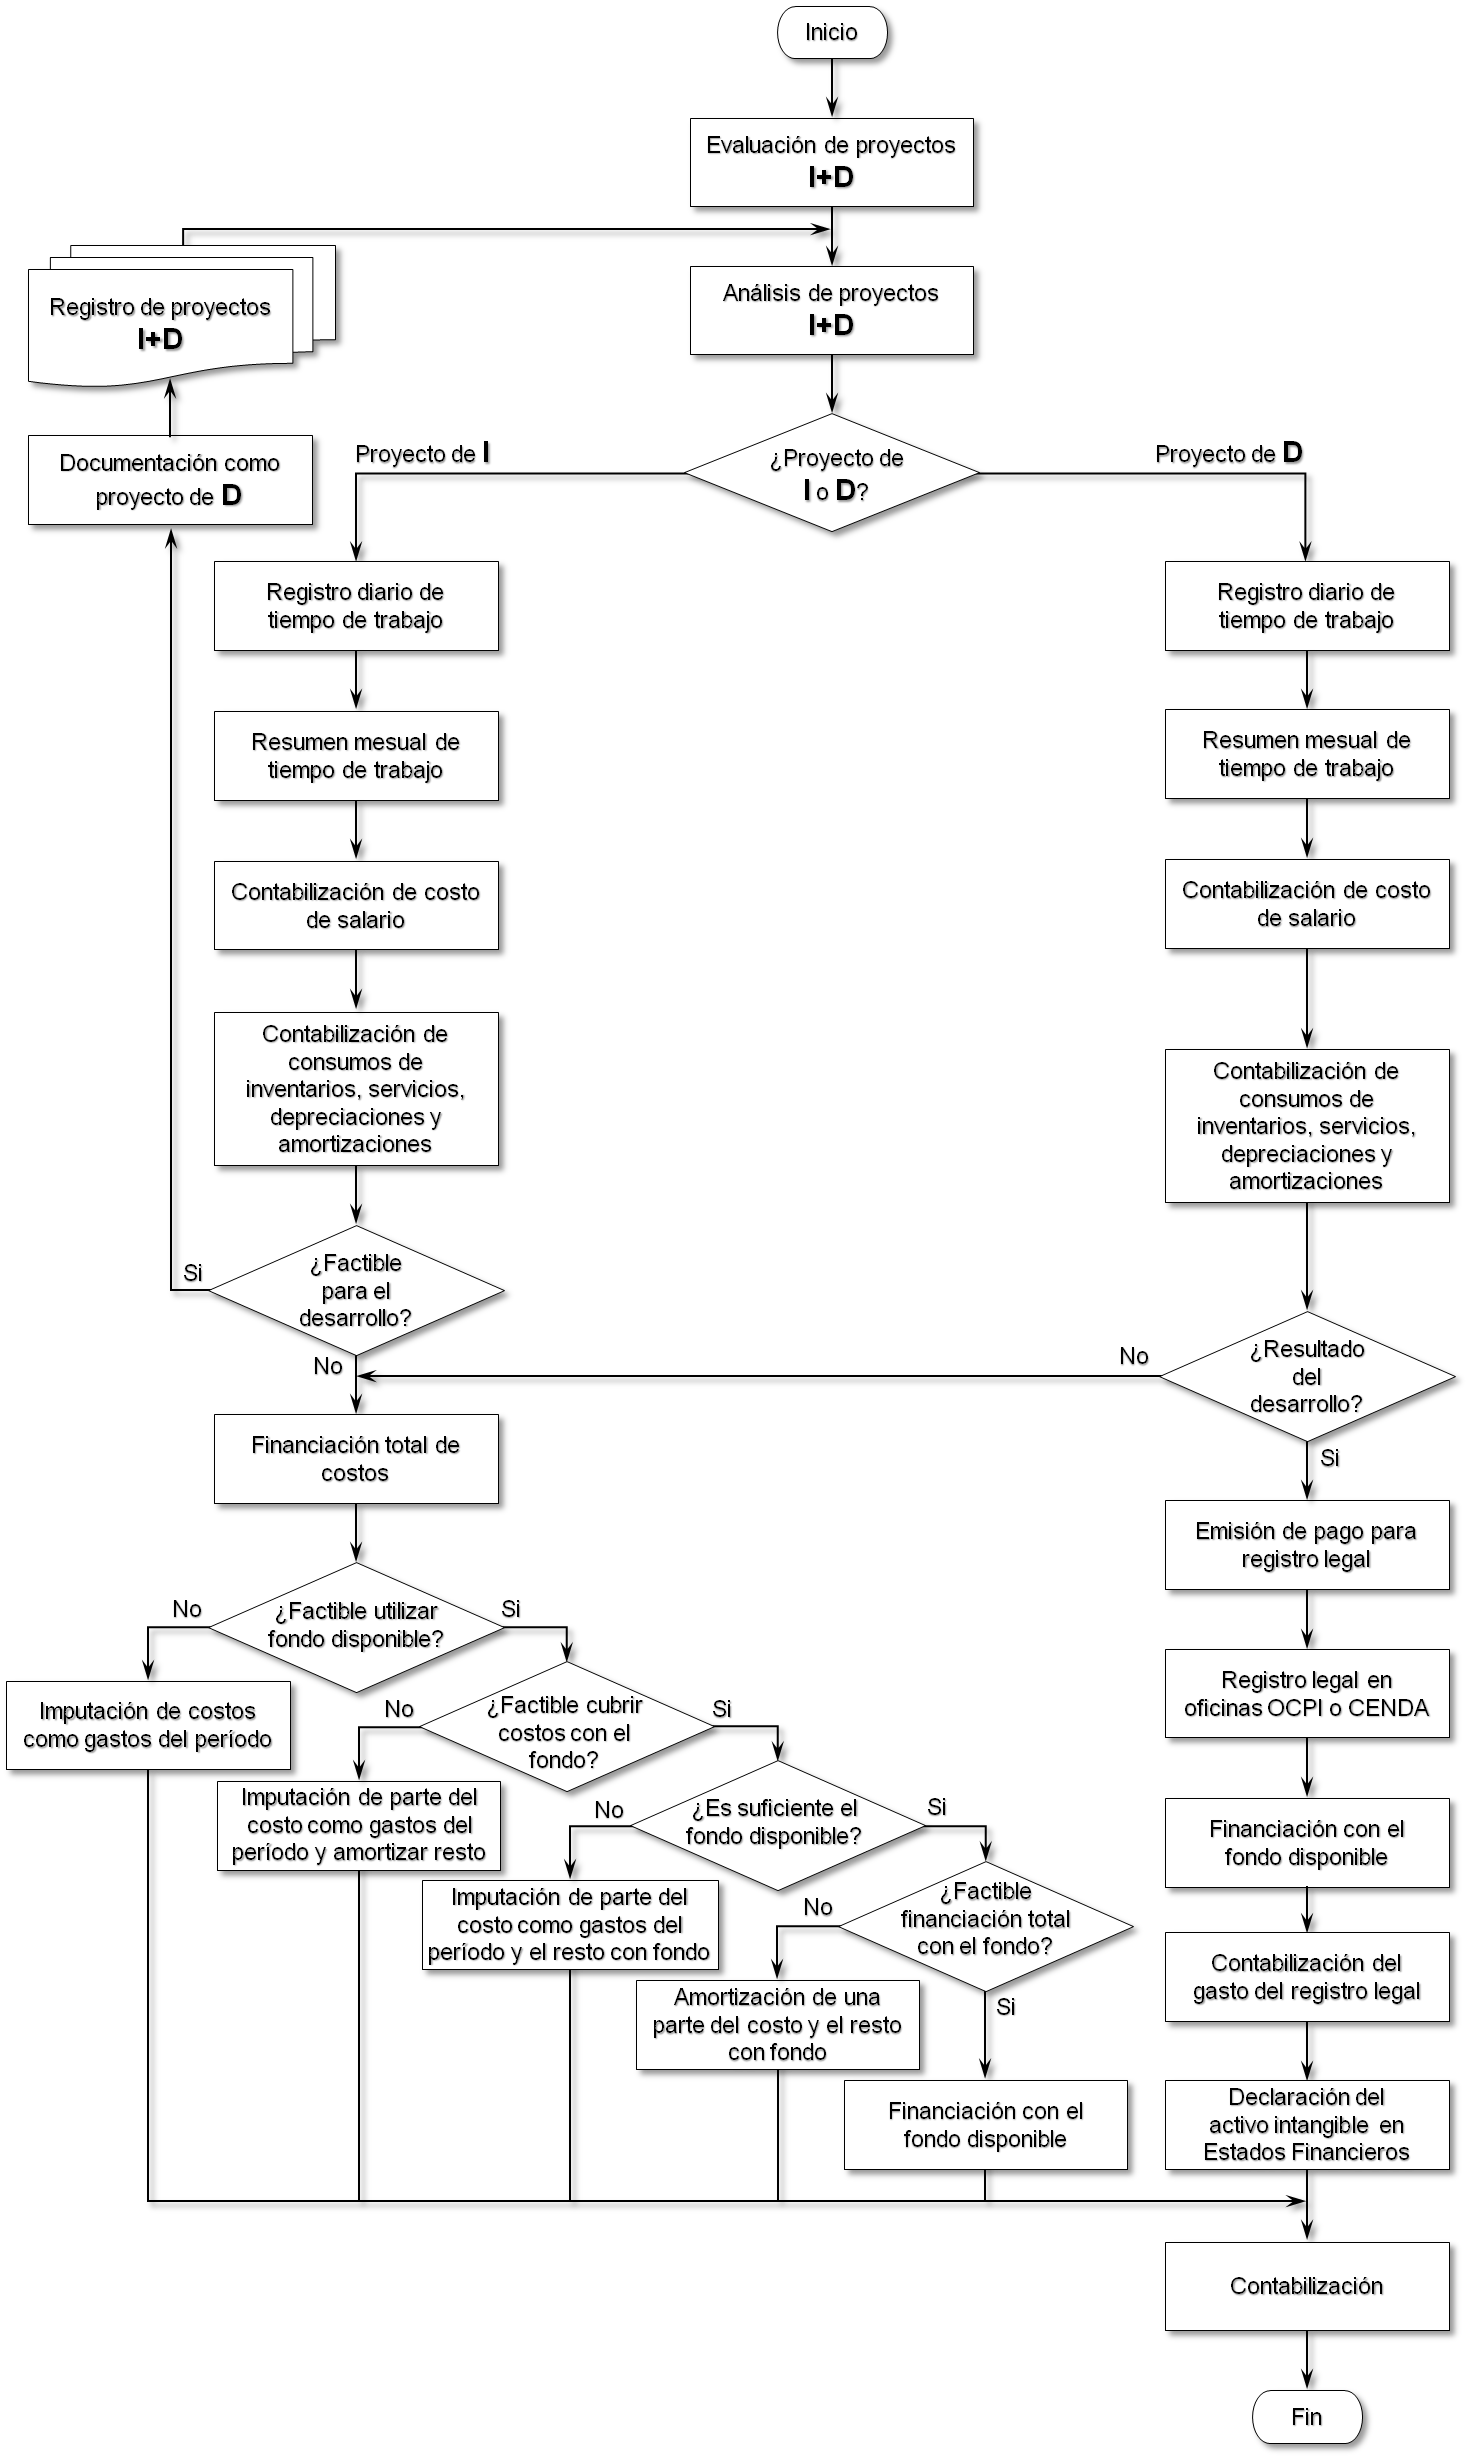 Inicio
Evaluación de proyectos
I+D
Registro de proyectos
I+D
Análisis de proyectos
I+D
Documentación como
proyecto de D
Proyecto de I
¿Proyecto de
I o D?
Proyecto de D
Registro diario de
tiempo de trabajo
Registro diario de
tiempo de trabajo
Resumen mesual de
tiempo de trabajo
Resumen mesual de
tiempo de trabajo
Contabilización de costo
de salario
Contabilización de costo
de salario
Contabilización de
consumos de
inventarios, servicios,
depreciaciones y
amortizaciones
Contabilización de
consumos de
inventarios, servicios,
depreciaciones y
amortizaciones
Si
¿Factible
para el
desarrollo?
No
No
¿Resultado
del
desarrollo?
Si
Financiación total de
costos
Emisión de pago para
registro legal
No
¿Factible utilizar
fondo disponible?
Si
Registro legal en
oficinas OCPI o CENDA
Imputación de costos
como gastos del período
No
¿Factible cubrir
costos con el
fondo?
Si
Imputación de parte del
costo como gastos del
período y amortizar resto
No
¿Es suficiente el
fondo disponible?
Si
Financiación con el
fondo disponible
Imputación de parte del
costo como gastos del
período y el resto con fondo
No
¿Factible
financiación total
con el fondo?
Si
Contabilización del
gasto del registro legal
Amortización de una
parte del costo y el resto
con fondo
Financiación con el
fondo disponible
Declaración del
activo intangible en
Estados Financieros
Contabilización
Fin